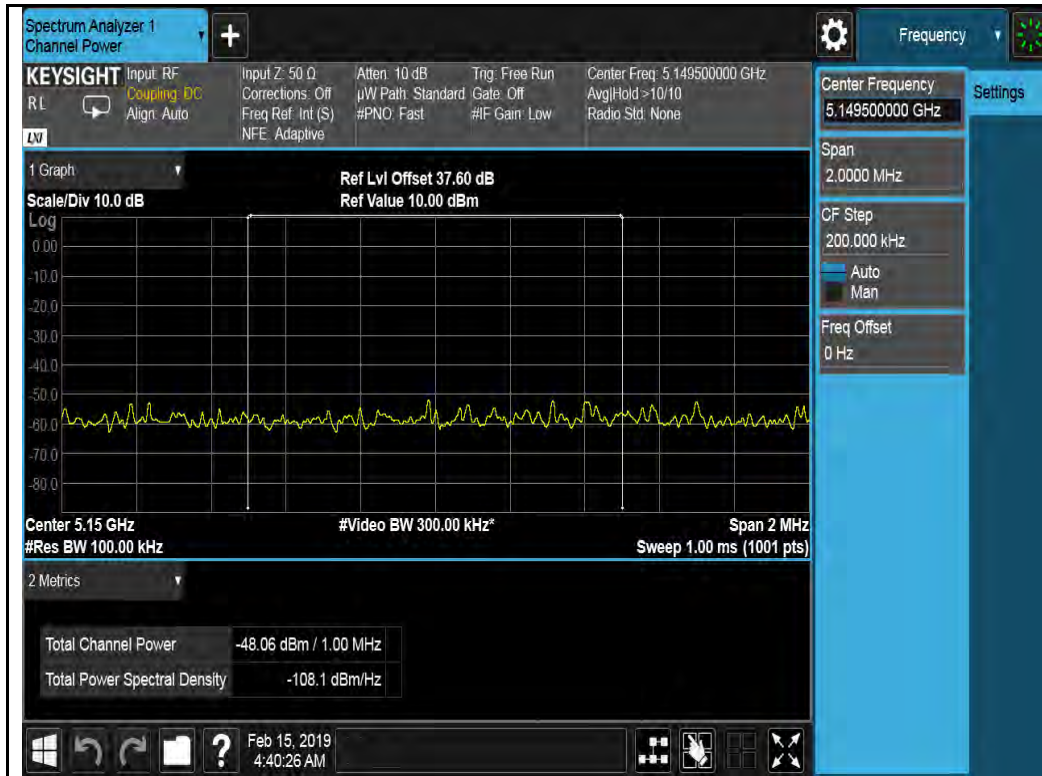 Spectrum Analyzer 1
Channel Power
+
Frequency
KEYSIGHT
RL
LXI
Input: RF
Coupling: DC
Align: Auto
Input Z: 50 Ω
Corrections: Off
Freq Ref: Int (S)
NFE: Adaptive
Atten: 10 dB
µW Path: Standard
#PNO: Fast
Trig: Free Run
Gate: Off
#IF Gain: Low
Center Freq: 5.149500000 GHz
Avg|Hold >10/10
Radio Std: None
Center Frequency
5.149500000 GHz
Settings
Span
2.0000 MHz
CF Step
200.000 kHz
Auto
Man
Freq Offset
0 Hz
1 Graph
Ref Lvl Offset 37.60 dB
Scale/Div 10.0 dB
Ref Value 10.00 dBm
Log
0.00
-10.0
-20.0
-30.0
-40.0
-50.0
-60.0
-70.0
-80.0
Center 5.15 GHz
#Video BW 300.00 kHz*
Span 2 MHz
#Res BW 100.00 kHz
Sweep 1.00 ms (1001 pts)
2 Metrics
Total Channel Power -48.06 dBm / 1.00 MHz
Total Power Spectral Density -108.1 dBm/Hz
?
Feb 15, 2019
4:40:26 AM